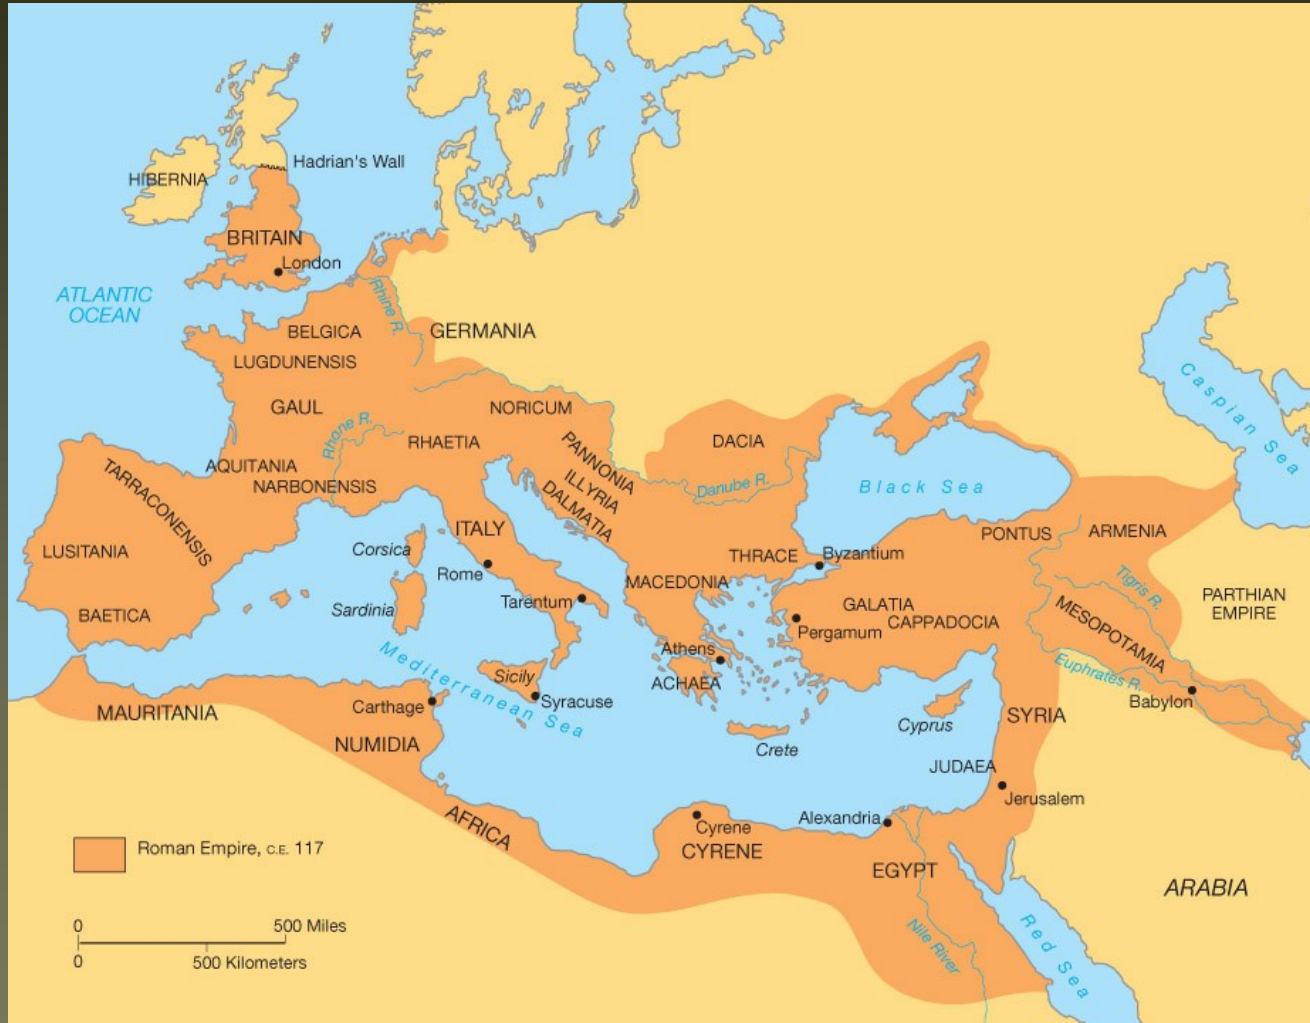 Hadrian's Wall
HIBERNIA
BRITAIN
London
ATLANTIC
OCEAN
Rhine R.
BELGICA
GERMANIA
LUGDUNENSIS
GAUL
NORICUM
Rhone R.
RHAETIA
AQUITANIA
NARBONENSIS
TARRACONENSIS
LUSITANIA
BAETICA
PANNONIA
ILLYRIA
DALMATIA
DACIA
Danube R.
Black Sea
Caspian Sea
ITALY
Corsica
Rome
Sardinia
Tarentum
THRACE
Byzantium
MACEDONIA
PONTUS
ARMENIA
Tigris R.
PARTHIAN
EMPIRE
GALATIA
CAPPADOCIA
Pergamum
MESOPOTAMIA
Athens
ACHAEA
Euphrates R.
Babylon
Mediterranean Sea
Sicily
Syracuse
Carthage
MAURITANIA
NUMIDIA
Crete
Cyprus
SYRIA
JUDAEA
Jerusalem
AFRICA
Cyrene
CYRENE
Alexandria
EGYPT
ARABIA
Nile River
Red Sea
Roman Empire, C.E. 117
0 500 Miles
0 500 Kilometers